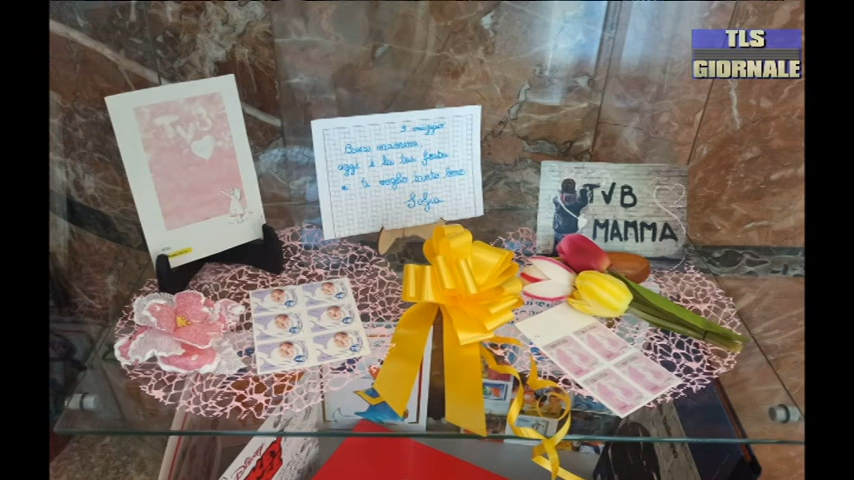 TLS
GIORNALE
TVB
9 maggio
Cara mamma,
oggi è la tua festa
e ti voglio tanto bene
Sofia
TVB
MAMMA